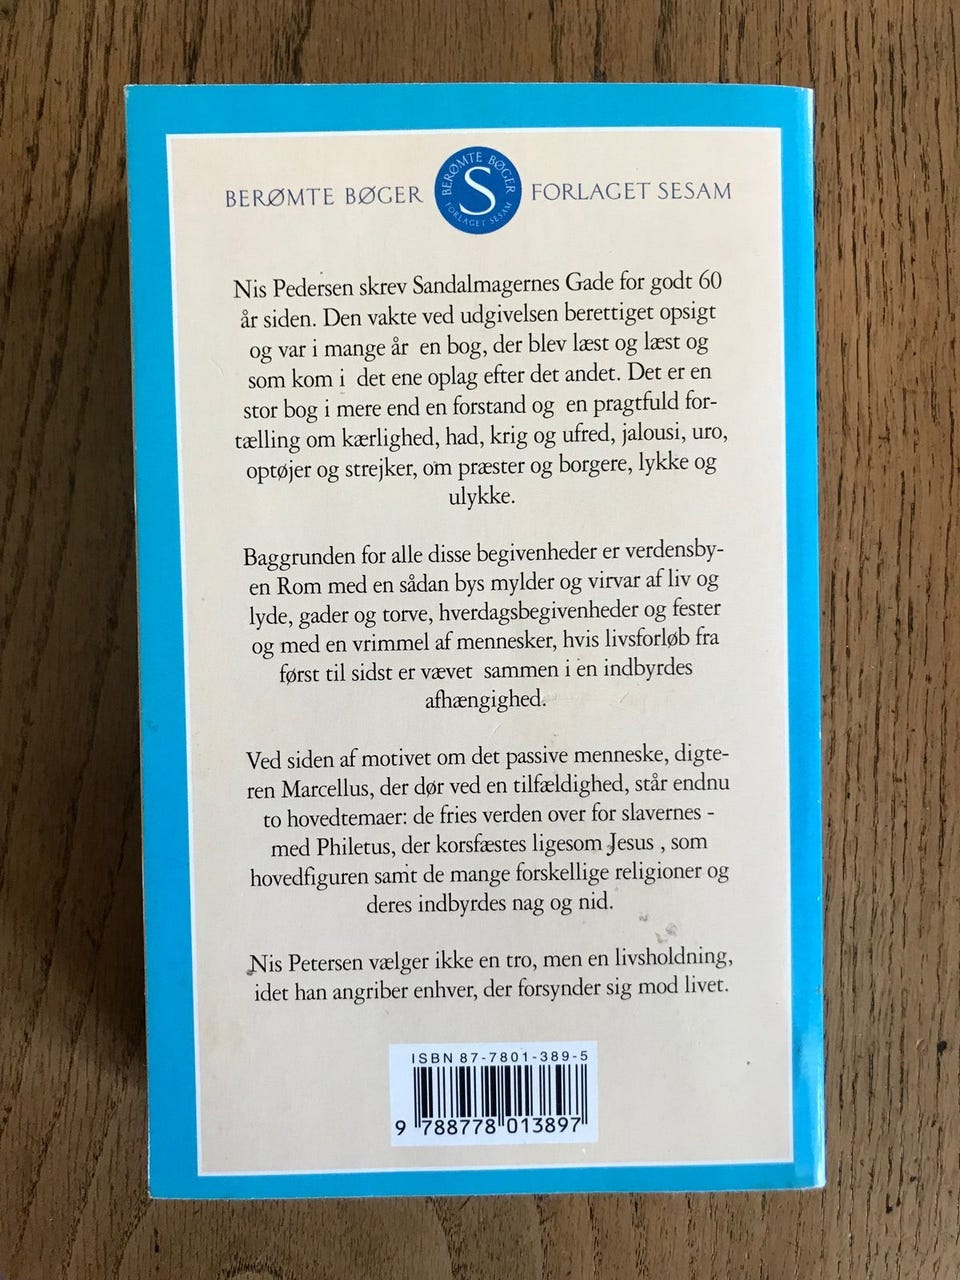 BERØMTE BØGER
BERØMTE BØGER
S
FORLAGET SESAM
FORLAGET SESAM
Nis Pedersen skrev Sandalmagernes Gade for godt 60
år siden. Den vakte ved udgivelsen berettiget opsigt
og var i mange år en bog, der blev læst og læst og
som kom i det ene oplag efter det andet. Det er en
stor bog i mere end en forstand og en pragtfuld for-
tælling om kærlighed, had, krig og ufred, jalousi, uro,
optøjer og strejker, om præster og borgere, lykke og
ulykke.
Baggrunden for alle disse begivenheder er verdensby-
en Rom med en sådan bys mylder og virvar af liv og
lyde, gader og torve, hverdagsbegivenheder og fester
og med en vrimmel af mennesker, hvis livsforløb fra
først til sidst er vævet sammen i en indbyrdes
afhængighed.
Ved siden af motivet om det passive menneske, digte-
ren Marcellus, der dør ved en tilfældighed, står endnu
to hovedtemaer: de fries verden over for slavernes -
med Philetus, der korsfæstes ligesom Jesus , som
hovedfiguren samt de mange forskellige religioner og
deres indbyrdes nag og nid.
Nis Petersen vælger ikke en tro, men en livsholdning,
idet han angriber enhver, der forsynder sig mod livet.
ISBN 87-7801-389-5
9 788778 013897